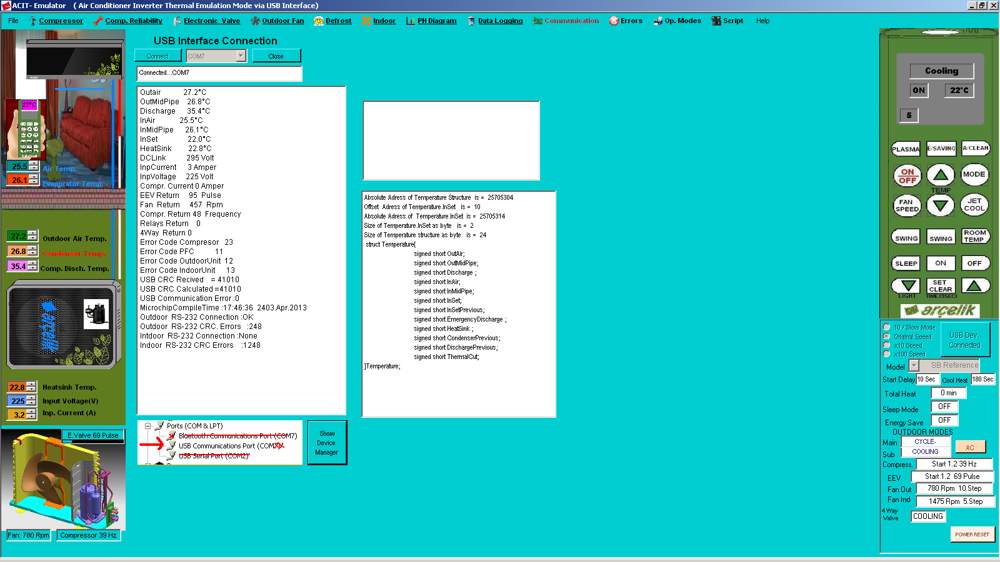 ACIT- Emulator ( Air Conditioner Inverter Thermal Emulation Mode via USB Interface)
File Compressor Comp. Reliability Electronic Valve Outdoor Fan Defrost Indoor PH Diagram Data Logging Communication Errors Op. Modes Script Help
USB Interface Connection
Connect COM7 Close
Connected...COM7
Outair 27.2°C
OutMidPipe 26.8°C
Discharge 35.4°C
InAir 25.5°C
InMidPipe 26.1°C
InSet 22.0°C
HeatSink 22.8°C
DCLink 295 Volt
InpCurrent 3 Amper
InpVoltage 225 Volt
Compr. Current 0 Amper
EEV Return 95 Pulse
Fan Return 457 Rpm
Compr. Return 48 Frequency
Relays Return 0
4Way Return 0
Error Code Compresor 23
Error Code PFC 11
Error Code OutdoorUnit 12
Error Code IndoorUnit 13
USB CRC Recived = 41010
USB CRC Calculated =41010
USB Communication Error :0
MicrochipCompileTime :17:46:36 2403.Apr.2013
Outdoor RS-232 Connection :OK
Outdoor RS-232 CRC. Errors :248
Intdoor RS-232 Connection :None
Indoor RS-232 CRC Errors :1248
Absolute Adress of Temperature Structure is = 25705304
Offset Adress of Temperature.InSet is = 10
Absolute Adress of Temperature.InSet is = 25705314
Size of Temperature.InSet as byte is = 2
Size of Temperature structure as byte is = 24
struct Temperature{
signed short OutAir;
signed short OutMidPipe;
signed short Discharge ;
signed short InAir;
signed short InMidPipe;
signed short InSet;
signed short InSetPrevious;
signed short EmergencyDischarge ;
signed short HeatSink ;
signed short CondenserPrevious;
signed short DischargePrevious;
signed short ThermalCut;
}Temperature;
Ports (COM & LPT)
Bluetooth Communications Port (COM7)
USB Communications Port (COM
USB Serial Port (COM2)
Show
Device
Manager
22°C
25.5 Air Temp.
26.1 Evaporator Temp.
27.2 Outdoor Air Temp.
26.8 Condenser Temp.
35.4 Comp. Disch. Temp.
arçelik
22.8 Heatsink Temp.
225 Input Voltage(V)
3.2 Inp. Current (A)
E.Valve 69 Pulse
Fan: 780 Rpm Compressor 39 Hz
Cooling
ON 22°C
5
PLASMA E/SAVING A/CLEAN
ON
OFF
MODE
TEMP
FAN
SPEED
JET
COOL
SWING SWING ROOM
TEMP
SLEEP ON OFF
SET
CLEAR
LIGHT TIME(SSEC)
arçelik
10 / Slow Mode
Original Speed
x10 Speed
x100 Speed
USB Dev.
Connected
Model SB Reference
Start Delay 10 Sec Cool Heat 180 Sec
Total Heat 0 min
Sleep Mode OFF
Energy Save OFF
OUTDOOR MODES
Main CYCLE-
Sub COOLING
AC
Compress. Start 1.2 39 Hz
EEV Start 1.2 69 Pulse
Fan Out 780 Rpm 10.Step
Fan Ind 1475 Rpm 5.Step
4 Way
Valve
COOLING
POWER RESET